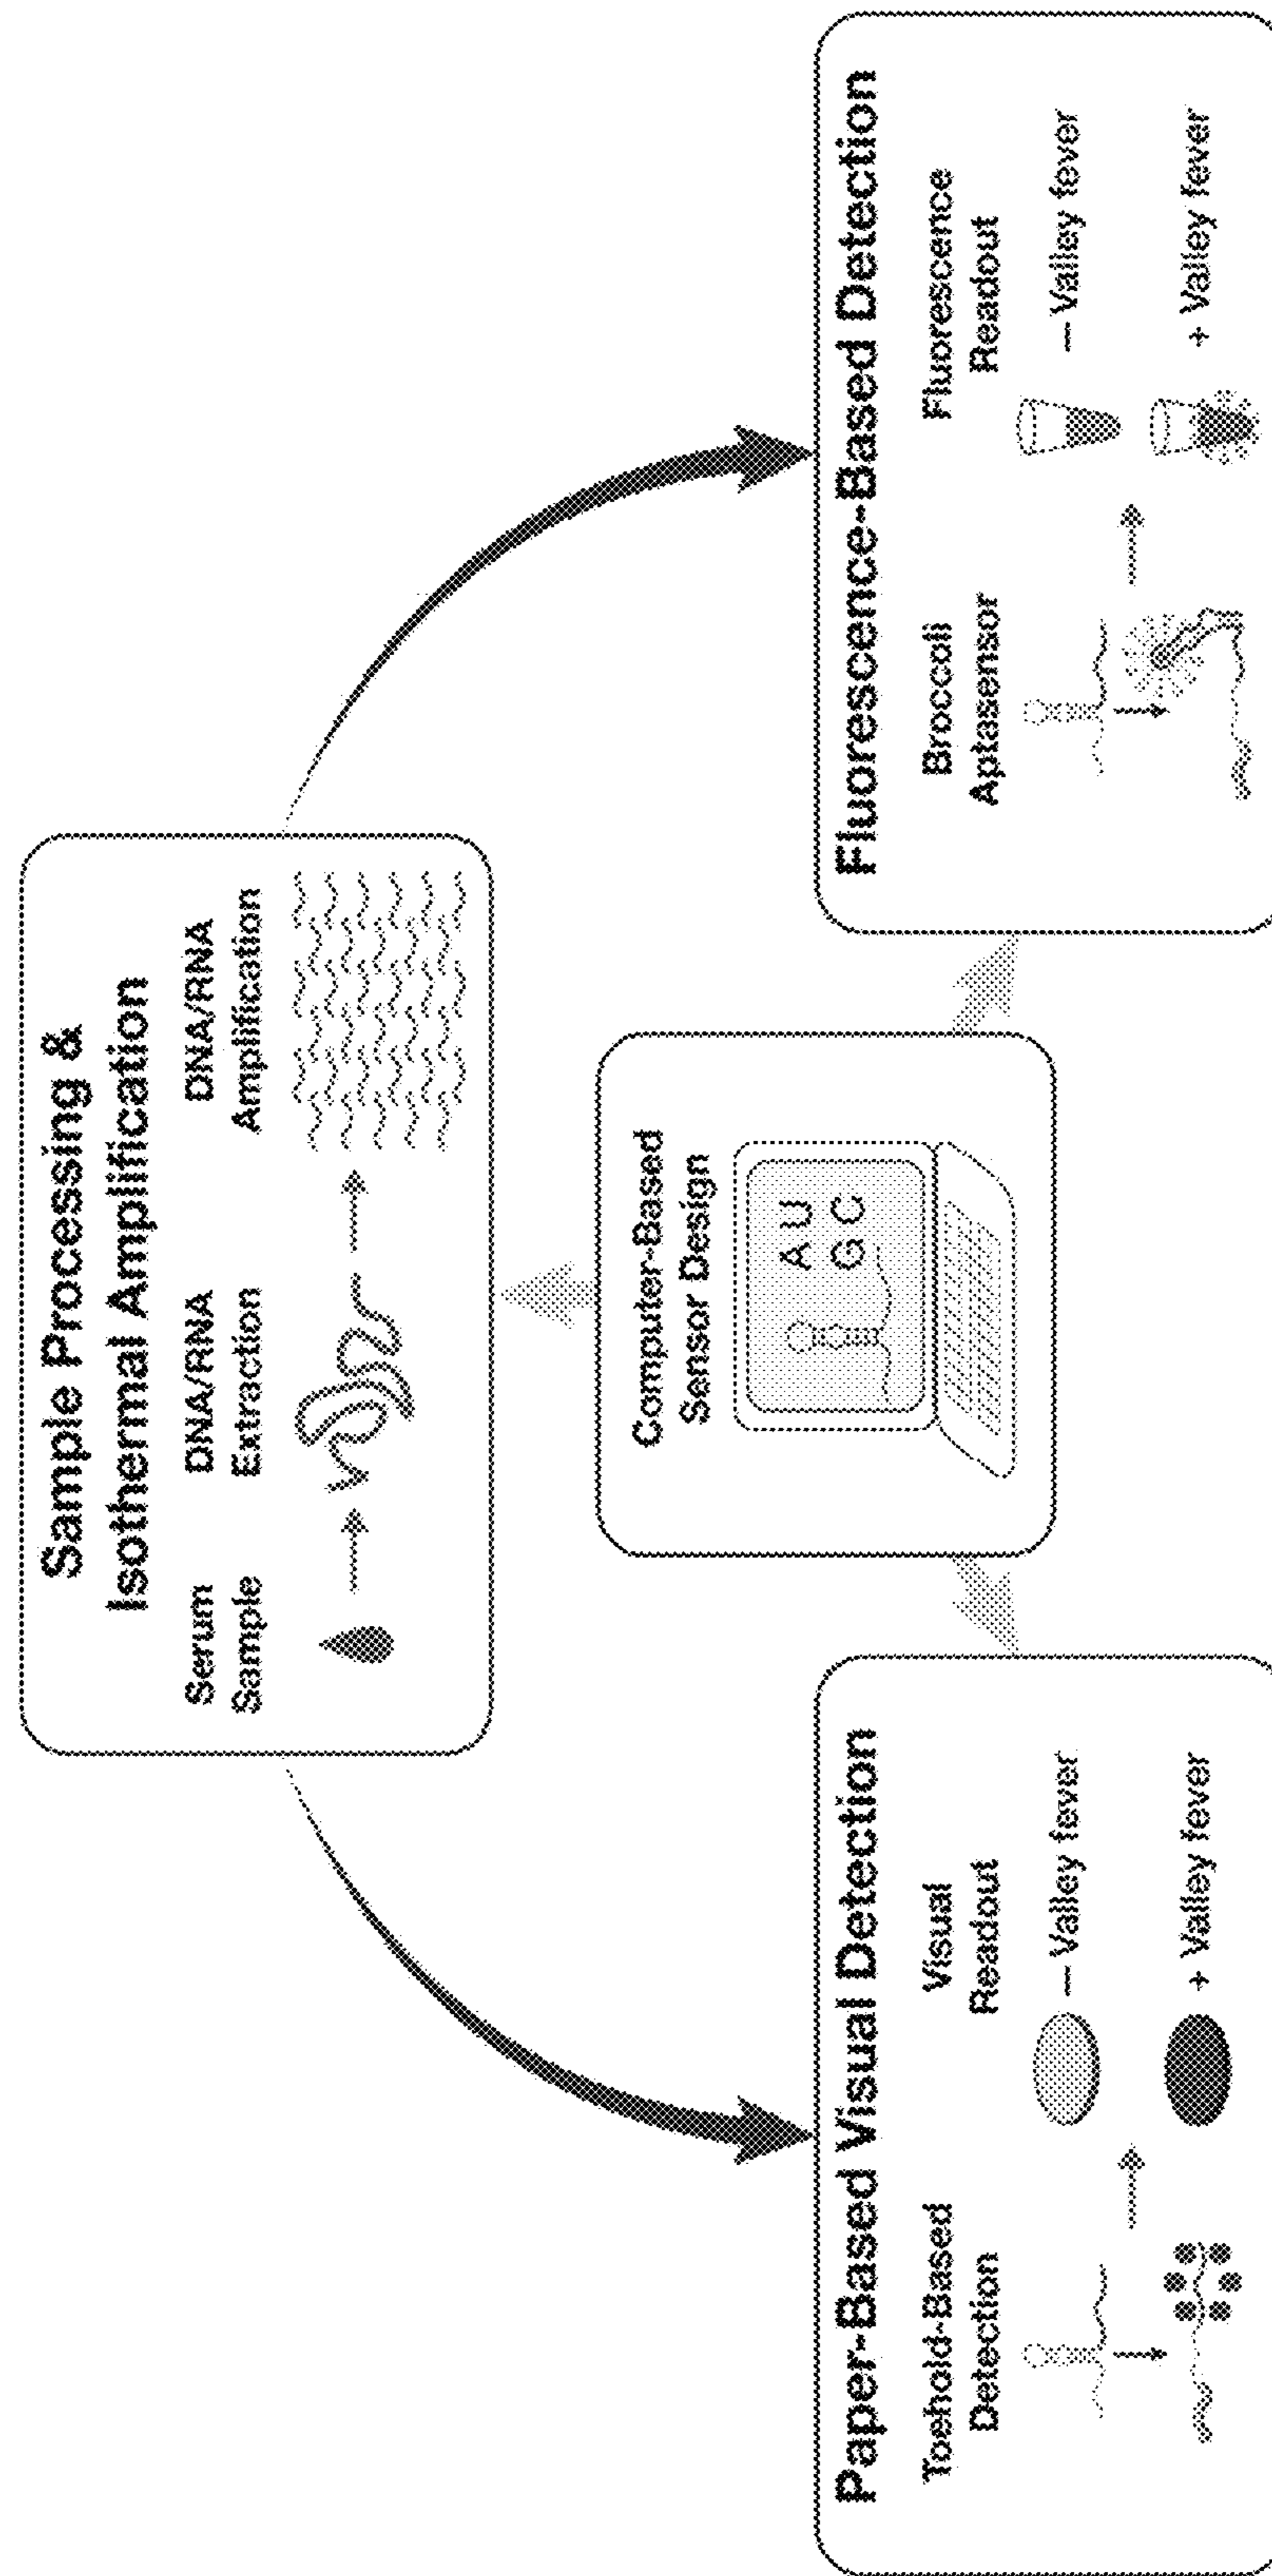 Sample Processing &
Isothermal Amplification
Serum
Sample
DNA/RNA
Extraction
DNA/RNA
Amplification
Computer-Based
Sensor Design
A U
G C
Paper-Based Visual Detection
Toehold-Based
Detection
Visual
Readout
– Valley fever
+ Valley fever
Fluorescence-Based Detection
Broccoli
Aptasensor
Fluorescence
Readout
– Valley fever
+ Valley fever